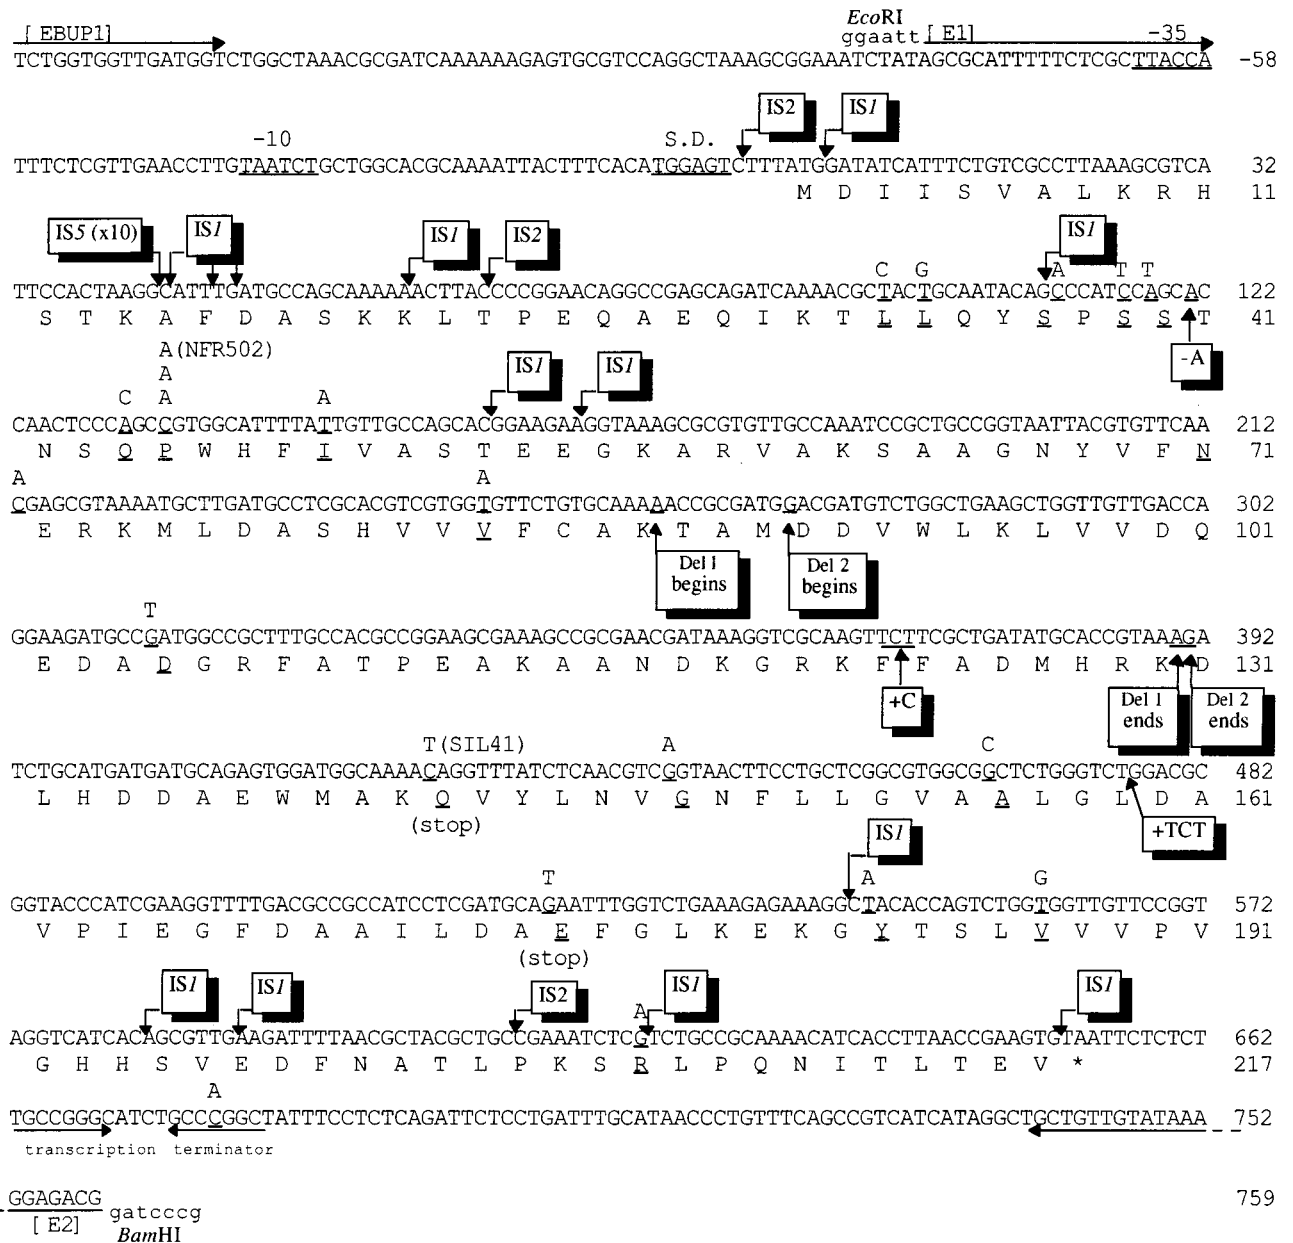 EcoRI
[ EBUP1] ggaatt [ E1] -35
TCTGGTGGTTGATGGTCTGGCTAAACGCGATCAAAAAAGAGTGCGTCCAGGCTAAAGCGGAAATCTATAGCGCATTTTTCTCGCTTACCA -58
IS2 IS1
-10 S.D.
TTTCTCGTTGAACCTTGTAATCTGCTGGCACGCAAAATTACTTTCACATGGAGTCTTTATGGATATCATTTCTGTCGCCTTAAAGCGTCA 32
M D I I S V A L K R H 11
IS5 (x10) IS1 IS1 IS2 IS1
C G A T T
TTCCACTAAGGCATTTGATGCCAGCAAAAAACTTACCCCGGAACAGGCCGAGCAGATCAAAACGCTACTGCAATACAGCCCATCCAGCAC 122
S T K A F D A S K K L T P E Q A E Q I K T L L Q Y S P S S T 41
A (NFR502)
-A
A
IS1 IS1
C A A
CAACTCCCAGCCGTGGCATTTTATTGTTGCCAGCACGGAAGAAGGTAAAGCGCGTGTTGCCAAATCCGCTGCCGGTAATTACGTGTTCAA 212
N S Q P W H F I V A S T E E G K A R V A K S A A G N Y V F N 71
A A
CGAGCGTAAAATGCTTGATGCCTCGCACGTCGTGGTGTTCTGTGCAAAAACCGCGATGGACGATGTCTGGCTGAAGCTGGTTGTTGACCA 302
E R K M L D A S H V V V F C A K T A M D D V W L K L V V D Q 101
Del 1 Del 2
begins begins
T
GGAAGATGCCGATGGCCGCTTTGCCACGCCGGAAGCGAAAGCCGCGAACGATAAAGGTCGCAAGTTCTTCGCTGATATGCACCGTAAAGA 392
E D A D G R F A T P E A K A A N D K G R K F F A D M H R K D 131
+C Del 1 Del 2
ends ends
T (SIL41) A C
TCTGCATGATGATGCAGAGTGGATGGCAAAACAGGTTTATCTCAACGTCGGTAACTTCCTGCTCGGCGTGGCGGCTCTGGGTCTGGACGC 482
L H D D A E W M A K Q V Y L N V G N F L L G V A A L G L D A 161
(stop) +TCT
IS1
T A G
GGTACCCATCGAAGGTTTTGACGCCGCCATCCTCGATGCAGAATTTGGTCTGAAAGAGAAAGGCTACACCAGTCTGGTGGTTGTTCCGGT 572
V P I E G F D A A I L D A E F G L K E K G Y T S L V V V P V 191
(stop)
IS1 IS1 IS2 IS1 IS1
A
AGGTCATCACAGCGTTGAAGATTTTAACGCTACGCTGCCGAAATCTCGTCTGCCGCAAAACATCACCTTAACCGAAGTGTAATTCTCTCT 662
G H H S V E D F N A T L P K S R L P Q N I T L T E V * 217
A
TGCCGGGCATCTGCCCGGCTATTTCCTCTCAGATTCTCCTGATTTGCATAACCCTGTTTCAGCCGTCATCATAGGCTGCTGTTGTATAAA 752
transcription terminator
GGAGACG gatcccg 759
[ E2] BamHI